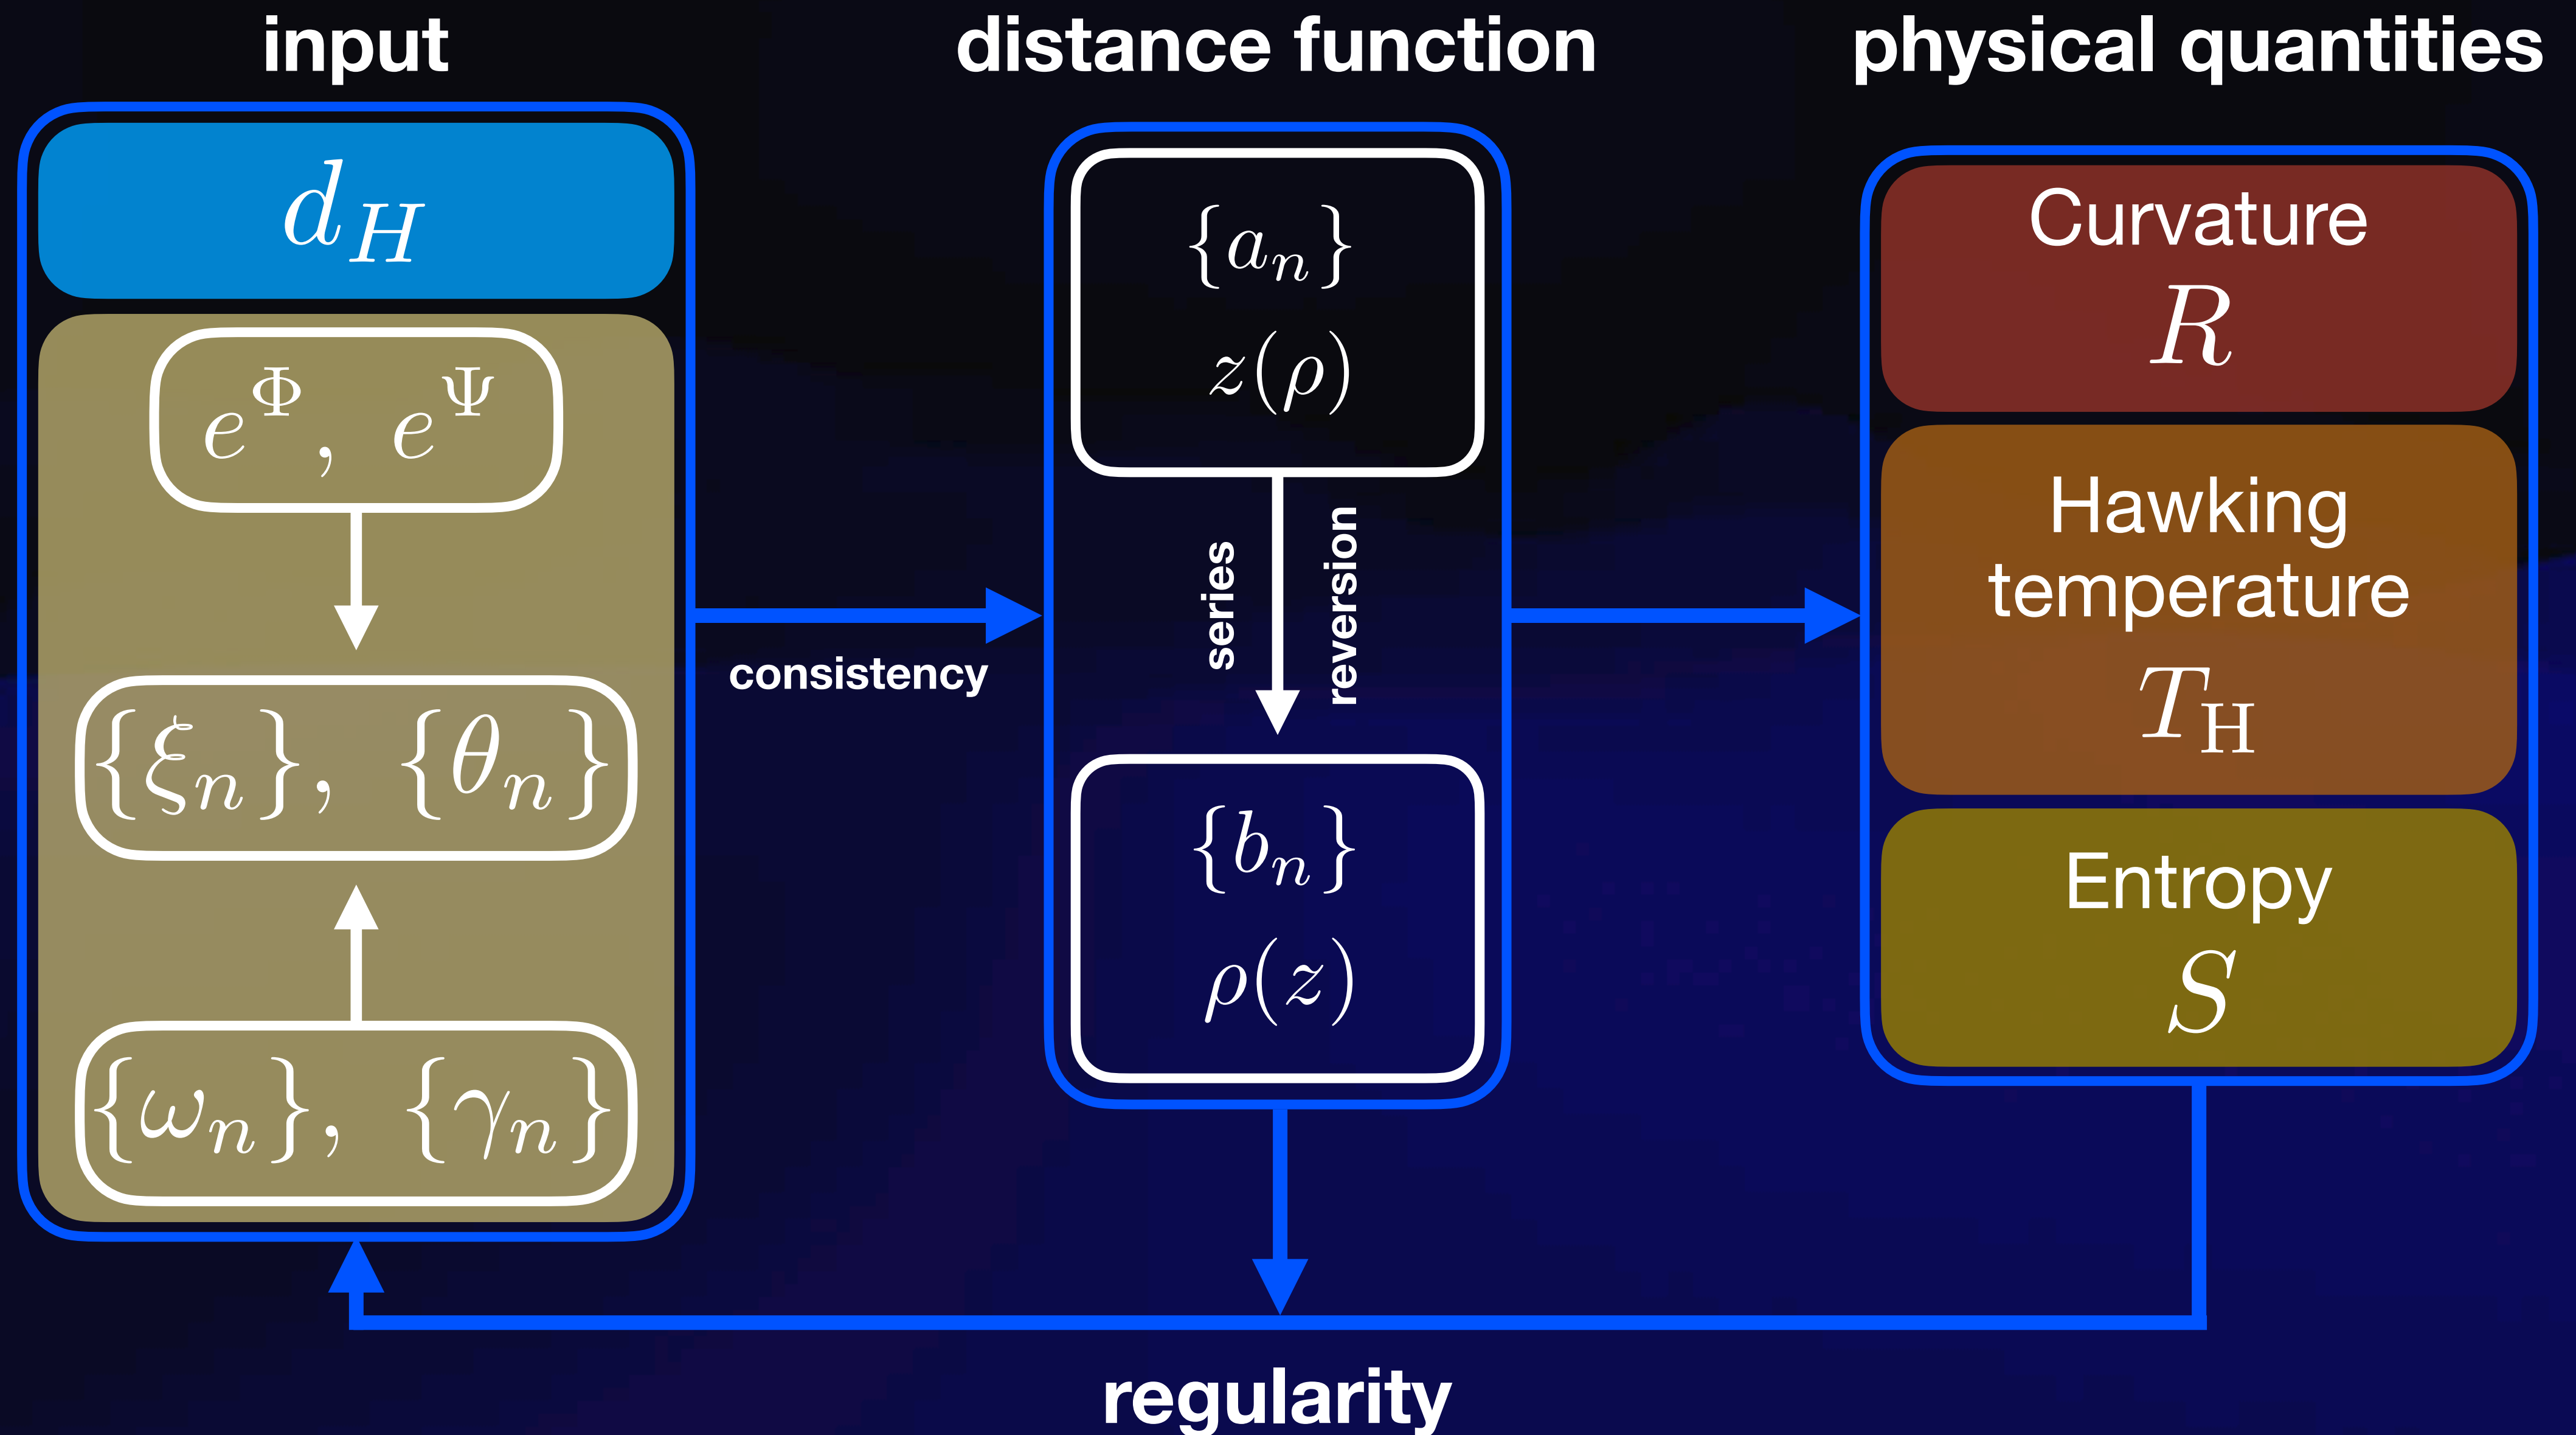 input
d_H
e^Φ, e^Ψ
{ξ_n}, {θ_n}
{ω_n}, {γ_n}
consistency
distance function
{a_n}
z(ρ)
series
reversion
{b_n}
ρ(z)
physical quantities
Curvature
R
Hawking
temperature
T_H
Entropy
S
regularity